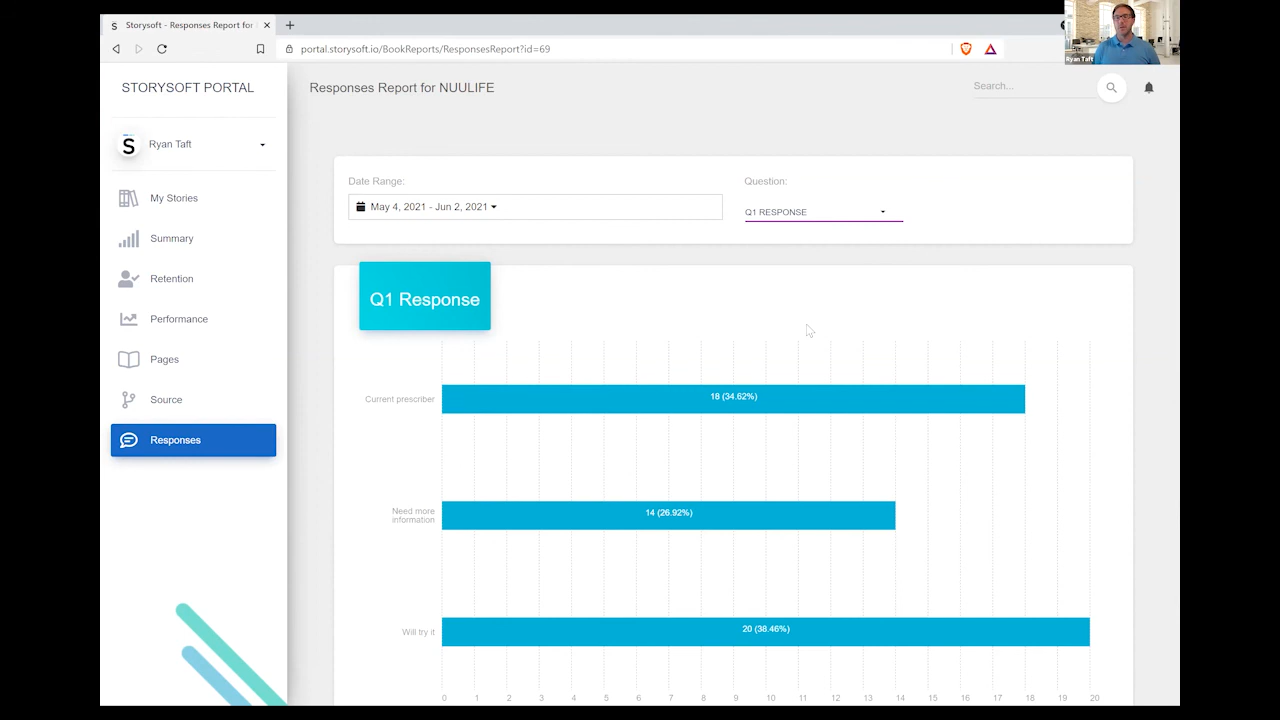 Storysoft - Responses Report for
portal.storysoft.io/BookReports/ResponsesReport?id=69
Ryan Taft
STORYSOFT PORTAL
Responses Report for NUULIFE
Search...
S
Ryan Taft
Date Range:
Question:
May 4, 2021 - Jun 2, 2021
Q1 RESPONSE
My Stories
Summary
Retention
Performance
Pages
Source
Responses
Q1 Response
Current prescriber
18 (34.62%)
Need more
information
14 (26.92%)
Will try it
20 (38.46%)
0 1 2 3 4 5 6 7 8 9 10 11 12 13 14 15 16 17 18 19 20